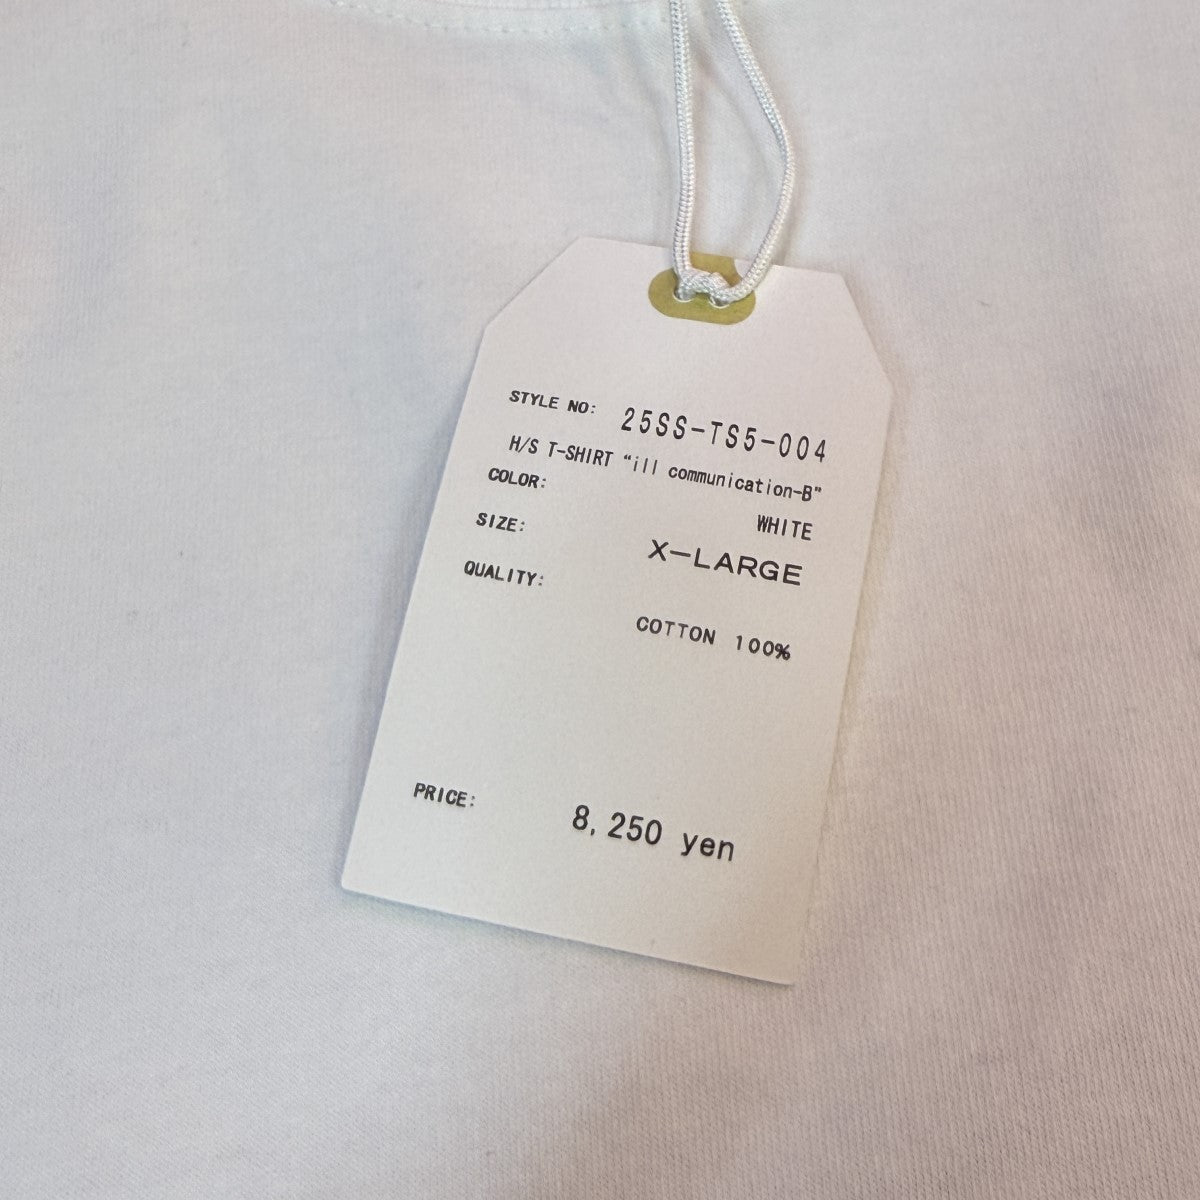 STYLE NO: 25SS-TS5-004
H/S T-SHIRT “ill communication-B"
COLOR: WHITE
SIZE: X-LARGE
QUALITY:
COTTON 100%
PRICE: 8,250 yen